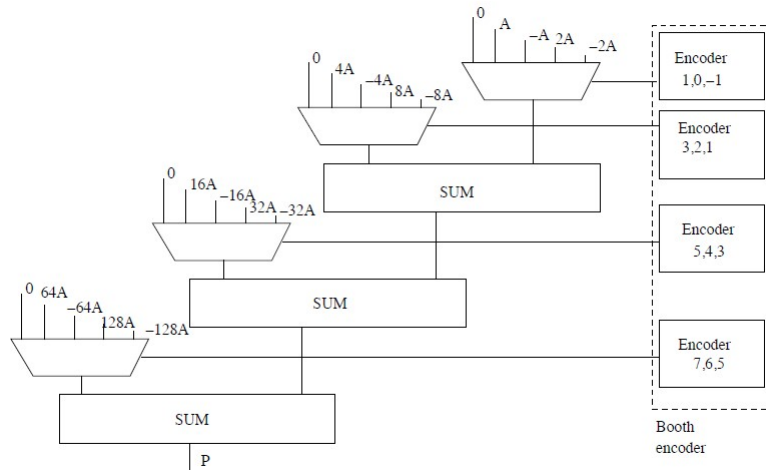 0
A
–A
2A
–2A
Encoder
1,0,–1
0
4A
–4A
8A
–8A
Encoder
3,2,1
SUM
0
16A
–16A
32A
–32A
Encoder
5,4,3
SUM
0
64A
–64A
128A
–128A
Encoder
7,6,5
SUM
Booth
encoder
P